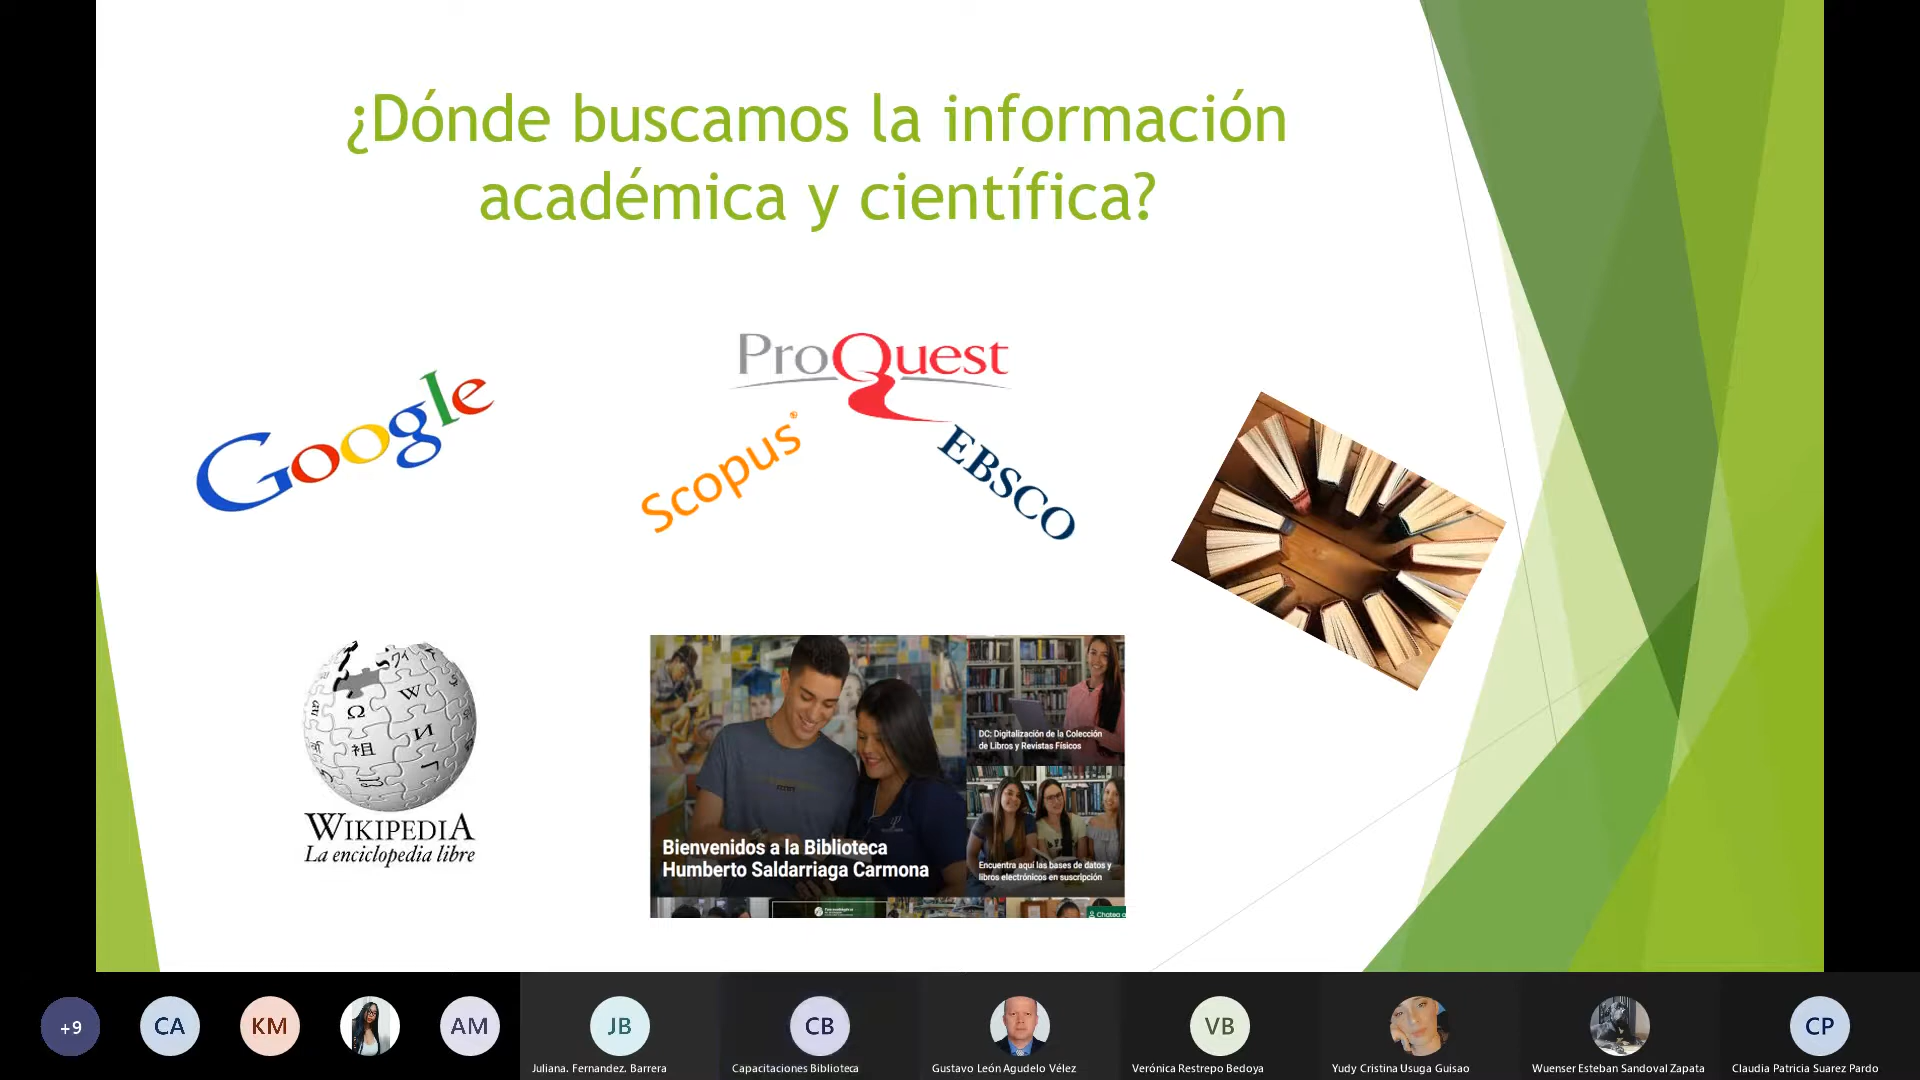 ¿Dónde buscamos la información
académica y científica?
Google
ProQuest
Scopus®
EBSCO
WIKIPEDIA
La enciclopedia libre
DC: Digitalización de la Colección
de Libros y Revistas Físicos
Bienvenidos a la Biblioteca
Humberto Saldarriaga Carmona
Encuentra aquí las bases de datos y
libros electrónicos en suscripción
Chatea a
+9
CA
KM
AM
JB
CB
VB
CP
Juliana. Fernandez. Barrera
Capacitaciones Biblioteca
Gustavo León Agudelo Vélez
Verónica Restrepo Bedoya
Yudy Cristina Usuga Guisao
Wuenser Esteban Sandoval Zapata
Claudia Patricia Suarez Pardo